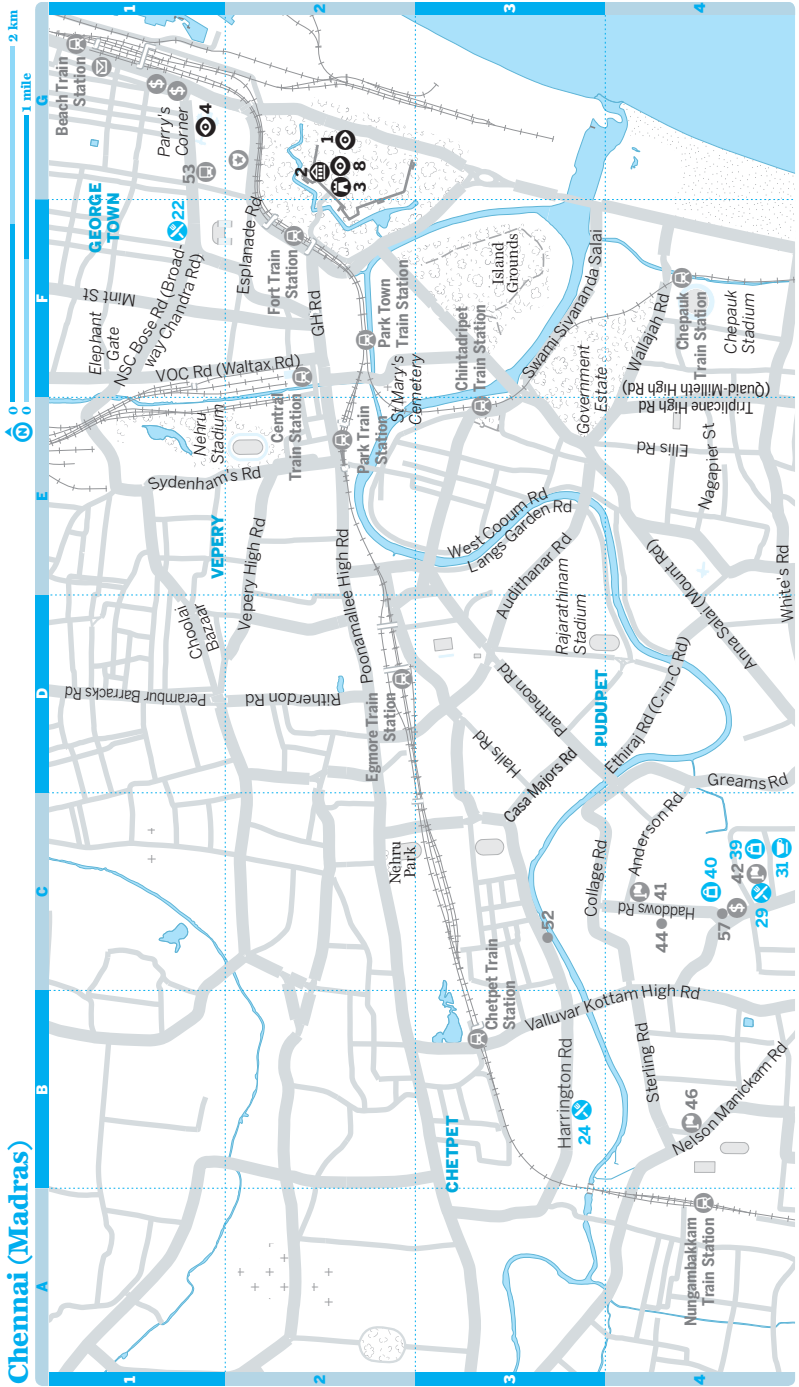 Chennai (Madras)
N
0
2 km
0
1 mile
A
B
C
D
E
F
G
1
2
3
4
1
2
3
4
Beach Train
Station
Parry's
Corner
4
53
GEORGE
TOWN
22
Mint St
Elephant
Gate
NSC Bose Rd (Broad-
way Chandra Rd)
Esplanade Rd
VOC Rd (Waltax Rd)
Nehru
Stadium
Sydenham's Rd
VEPERY
Vepery High Rd
Choolai
Bazaar
Perambur Barracks Rd
Ritherdon Rd
Fort Train
Station
GH Rd
Central
Train Station
1
2
8
3
Park Town
Train Station
Park Train
Station
Poonamallee High Rd
Egmore Train
Station
Nehru
Park
St Mary's
Cemetery
Island
Grounds
Chintadripet
Train Station
Swami Sivananda Salai
West Cooum Rd
Langs Garden Rd
Audithanar Rd
Rajarathinam
Stadium
Pantheon Rd
Halls Rd
Casa Majors Rd
PUDUPET
52
Chetpet Train
Station
CHETPET
Harrington Rd
24
Valluvar Kottam High Rd
Government
Estate
Wallajah Rd
Chepauk
Train Station
Chepauk
Stadium
Triplicane High Rd
(Quaid-Milleth High Rd)
Ellis Rd
Nagapier St
White's Rd
Anna Salai (Mount Rd)
Ethiraj Rd (C-in-C Rd)
Greams Rd
Collage Rd
Anderson Rd
Haddows Rd
41
44
40
57
42
39
29
31
Sterling Rd
46
Nelson Manickam Rd
Nungambakkam
Train Station